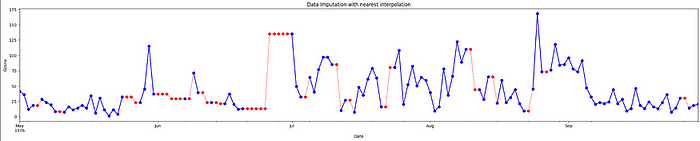 Data Imputation with nearest interpolation
175
150
125
100
75
50
25
0
Ozone
May
1976
Jun
Jul
Aug
Sep
Date